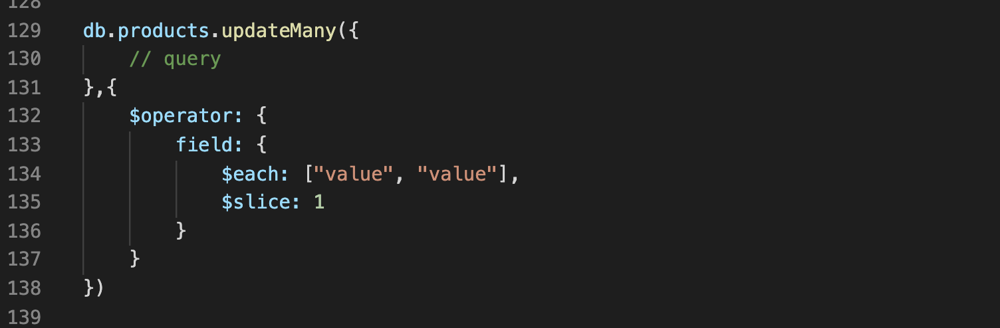 128
129 db.products.updateMany({
130     // query
131 },{
132     $operator: {
133         field: {
134             $each: ["value", "value"],
135             $slice: 1
136         }
137     }
138 })
139